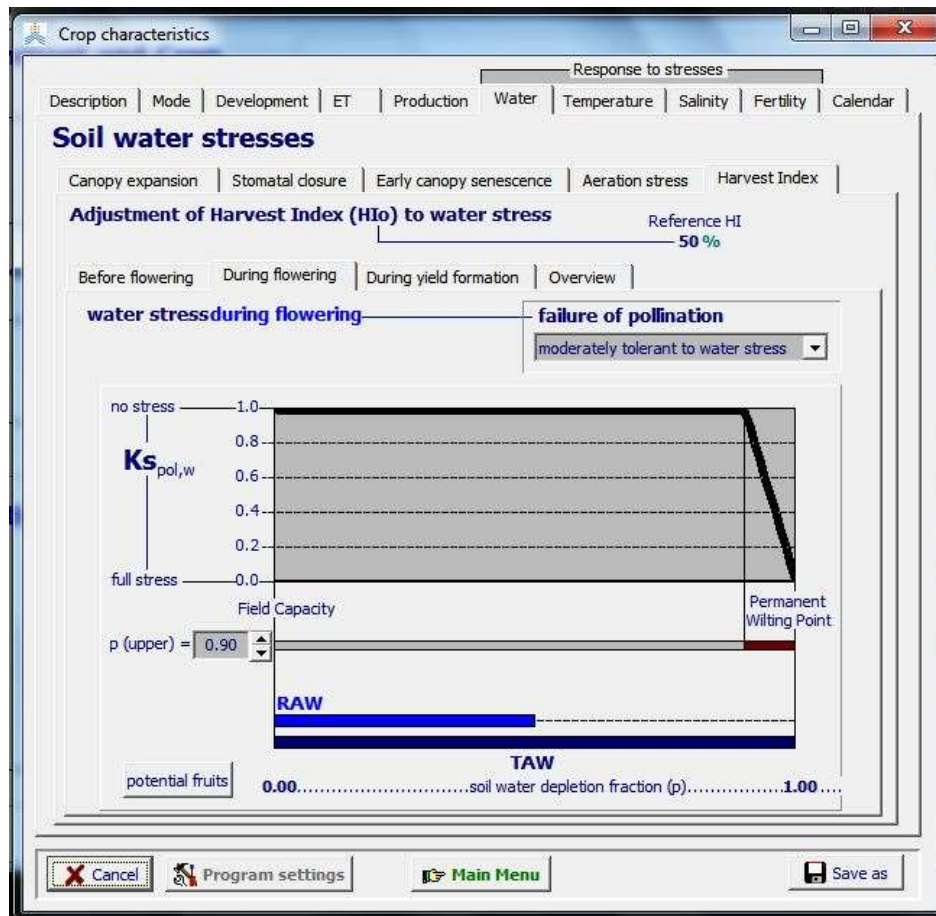 Crop characteristics
Response to stresses
Description Mode Development ET Production Water Temperature Salinity Fertility Calendar
Soil water stresses
Canopy expansion Stomatal closure Early canopy senescence Aeration stress Harvest Index
Adjustment of Harvest Index (HIo) to water stress
Reference HI
50 %
Before flowering During flowering During yield formation Overview
water stress during flowering failure of pollination
moderately tolerant to water stress
no stress 1.0
0.8
Ks pol,w
0.6
0.4
0.2
full stress 0.0
Field Capacity
Permanent
Wilting Point
p (upper) = 0.90
RAW
TAW
potential fruits
0.00.............................soil water depletion fraction (p)................1.00....
Cancel Program settings Main Menu Save as